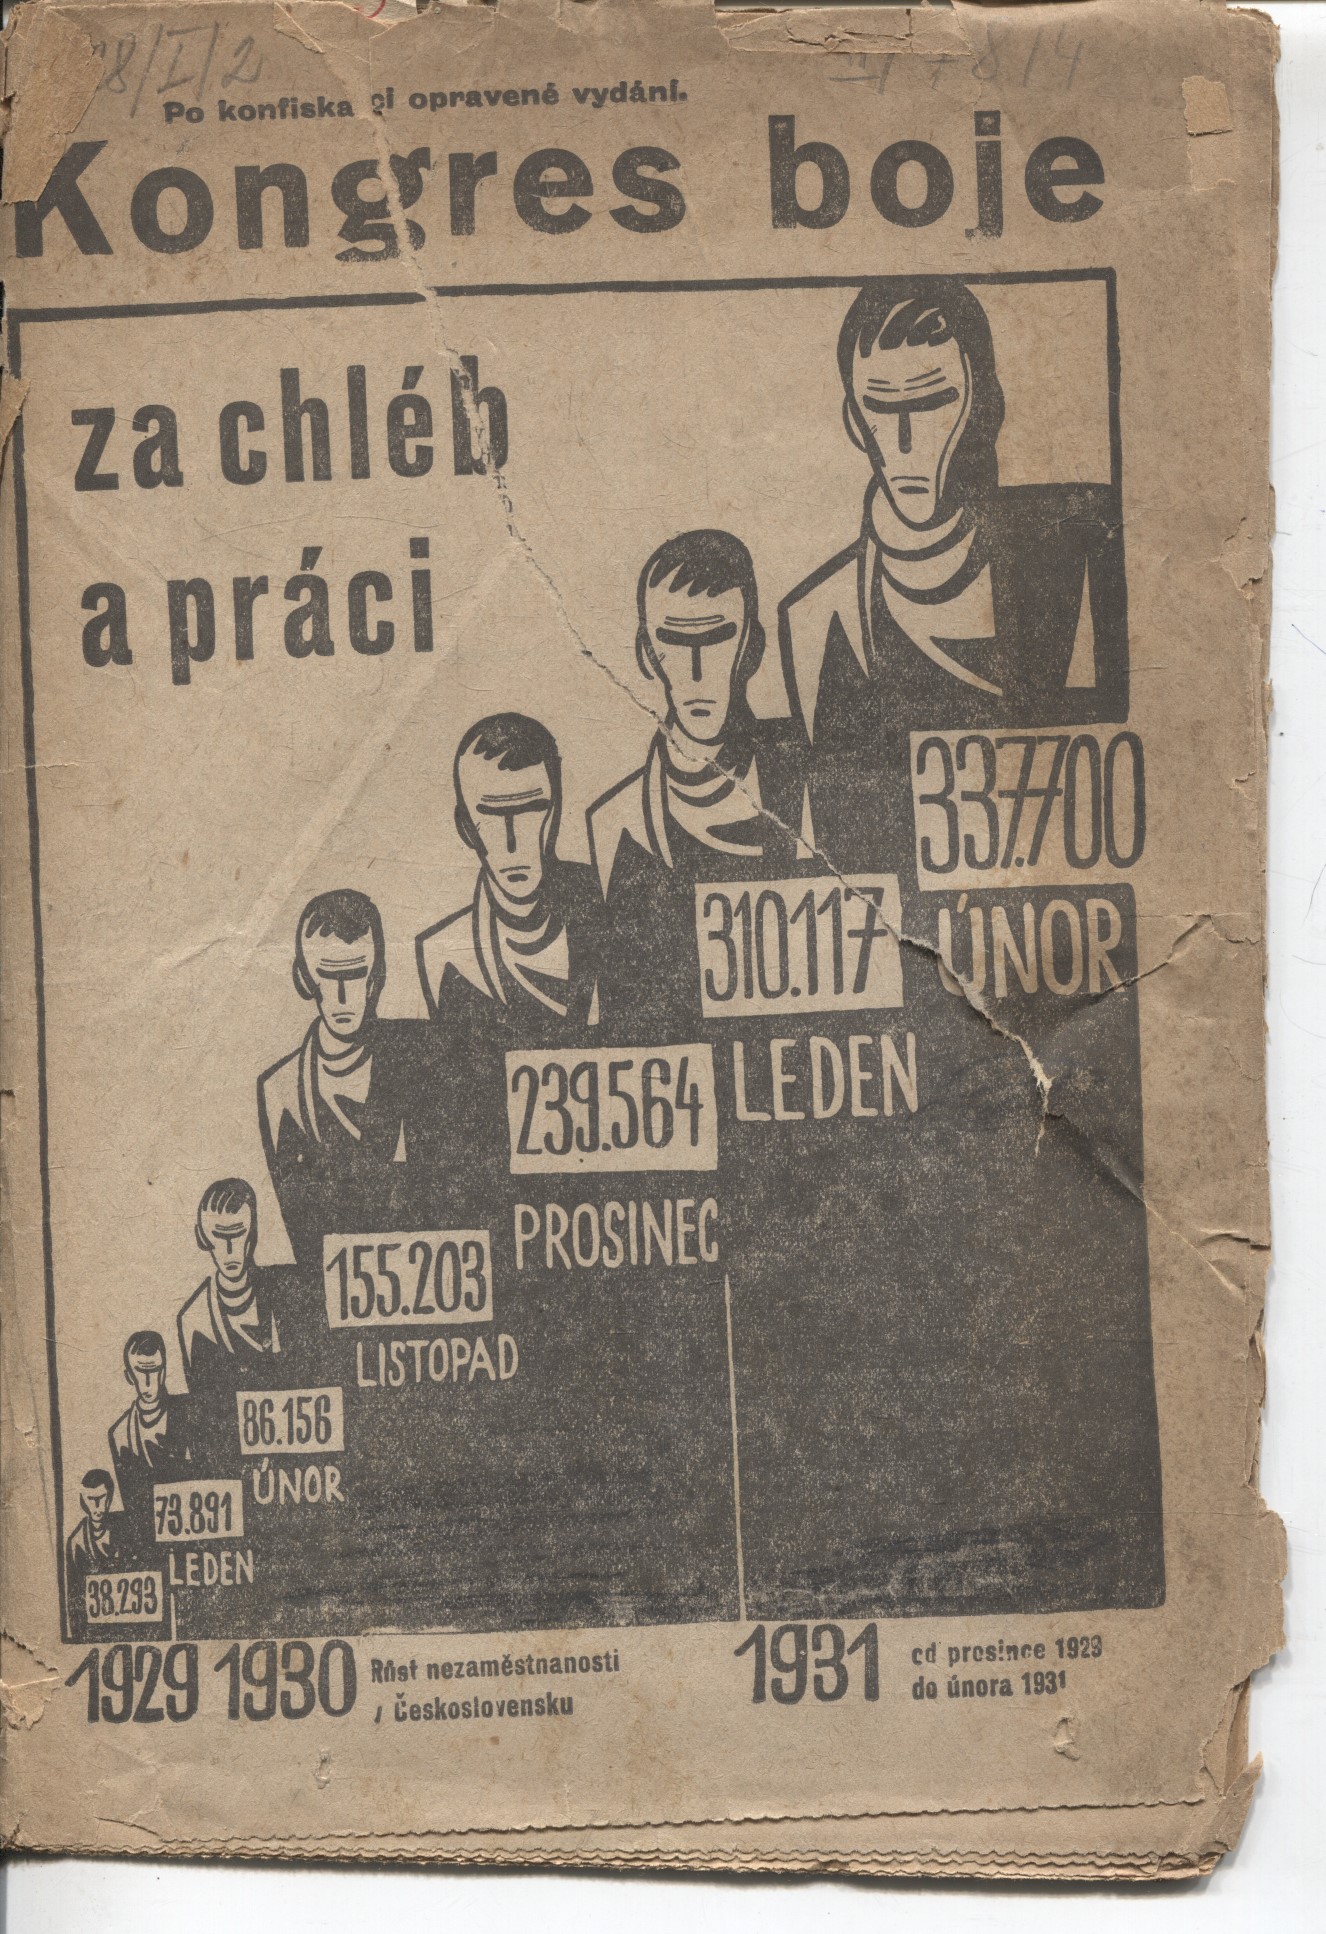 Po konfiskaci opravené vydání.
Kongres boje
za chléb
a práci
337.700
ÚNOR
310.117
LEDEN
239.564
PROSINEC
155.203
LISTOPAD
86.156
ÚNOR
73.891
LEDEN
38.293
1929 1930 Růst nezaměstnanosti
v Československu
1931 od prosince 1929
do února 1931